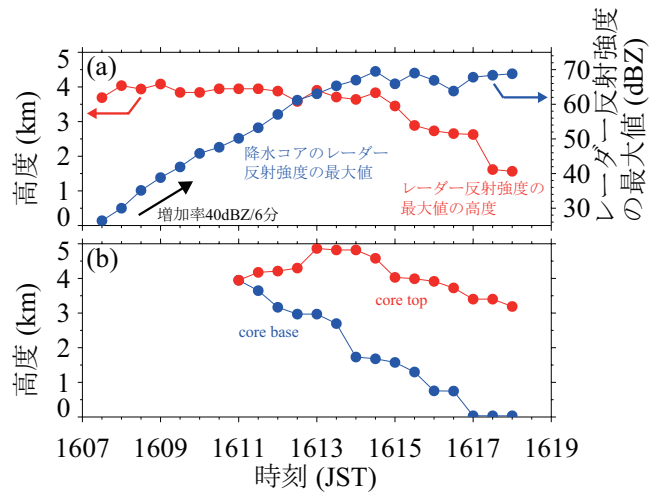 (a)
高度 (km)
5
4
3
2
1
0
レーダー反射強度
の最大値 (dBZ)
70
60
50
40
30
降水コアのレーダー
反射強度の最大値
増加率40dBZ/6分
レーダー反射強度の
最大値の高度
(b)
高度 (km)
5
4
3
2
1
0
core top
core base
1607 1609 1611 1613 1615 1617 1619
時刻 (JST)